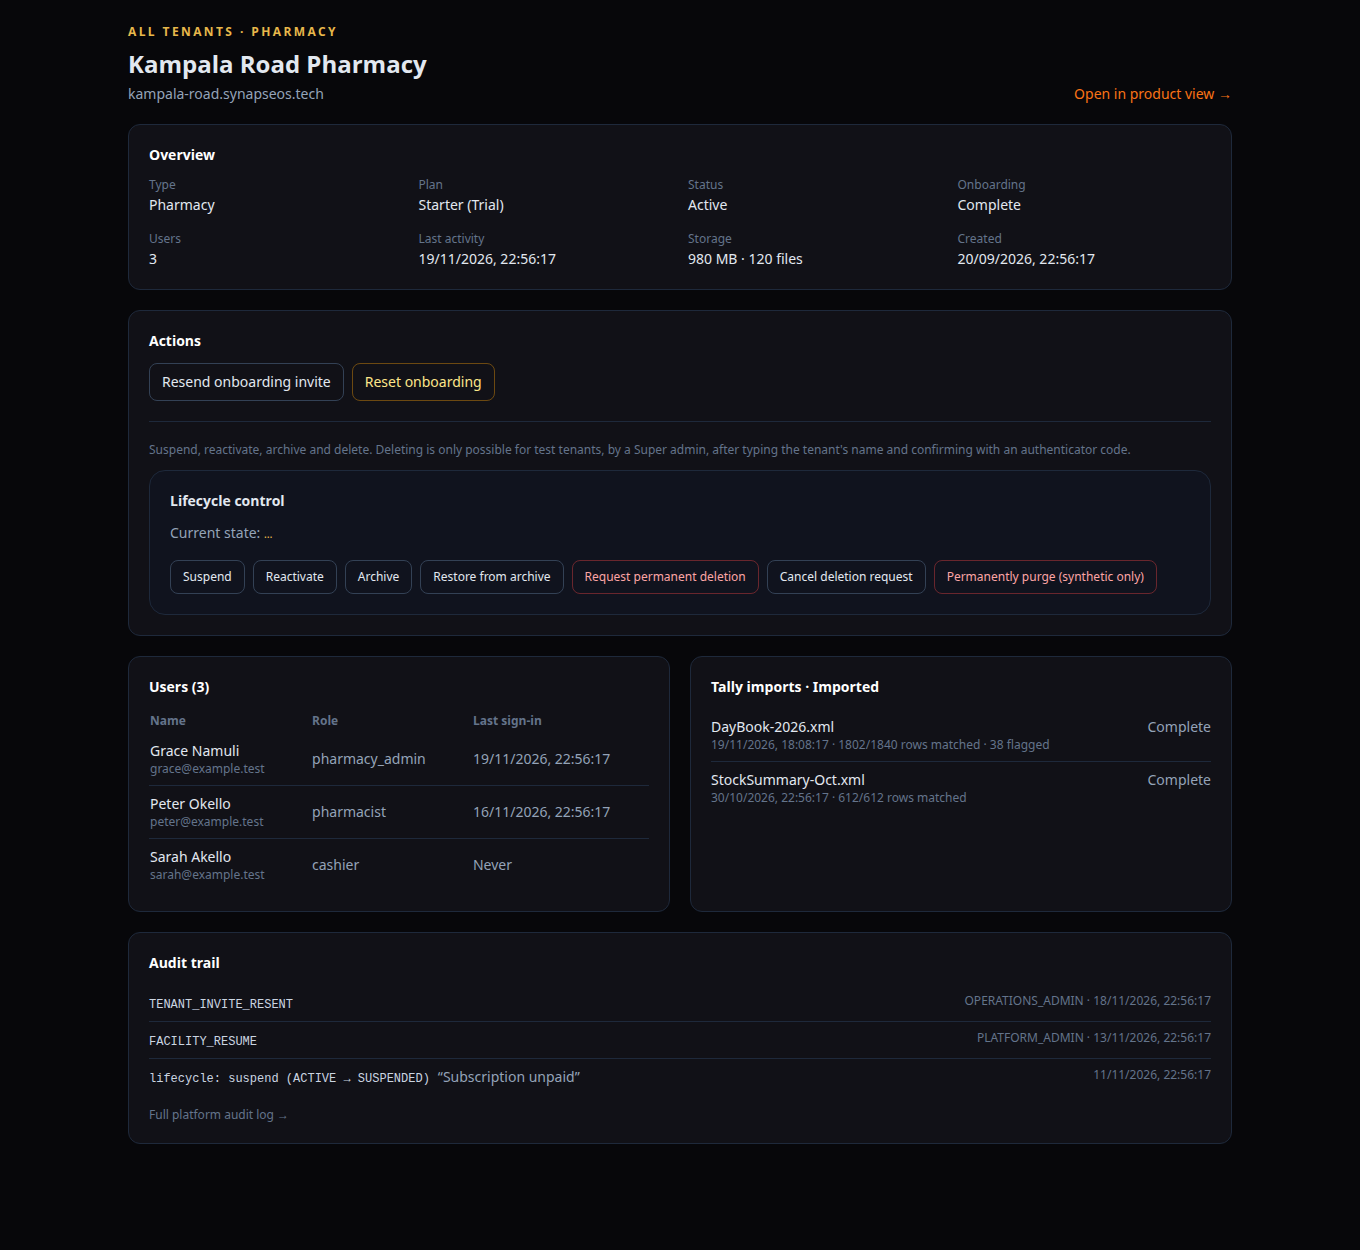 ALL TENANTS · PHARMACY
Kampala Road Pharmacy
kampala-road.synapseos.tech
Open in product view →
Overview
Type
Plan
Status
Onboarding
Pharmacy
Starter (Trial)
Active
Complete
Users
Last activity
Storage
Created
3
19/11/2026, 22:56:17
980 MB · 120 files
20/09/2026, 22:56:17
Actions
Resend onboarding invite
Reset onboarding
Suspend, reactivate, archive and delete. Deleting is only possible for test tenants, by a Super admin, after typing the tenant's name and confirming with an authenticator code.
Lifecycle control
Current state: …
Suspend
Reactivate
Archive
Restore from archive
Request permanent deletion
Cancel deletion request
Permanently purge (synthetic only)
Users (3)
Name
Role
Last sign-in
Grace Namuli
grace@example.test
pharmacy_admin
19/11/2026, 22:56:17
Peter Okello
peter@example.test
pharmacist
16/11/2026, 22:56:17
Sarah Akello
sarah@example.test
cashier
Never
Tally imports · Imported
DayBook-2026.xml
Complete
19/11/2026, 18:08:17 · 1802/1840 rows matched · 38 flagged
StockSummary-Oct.xml
Complete
30/10/2026, 22:56:17 · 612/612 rows matched
Audit trail
TENANT_INVITE_RESENT
OPERATIONS_ADMIN · 18/11/2026, 22:56:17
FACILITY_RESUME
PLATFORM_ADMIN · 13/11/2026, 22:56:17
lifecycle: suspend (ACTIVE → SUSPENDED) “Subscription unpaid”
11/11/2026, 22:56:17
Full platform audit log →